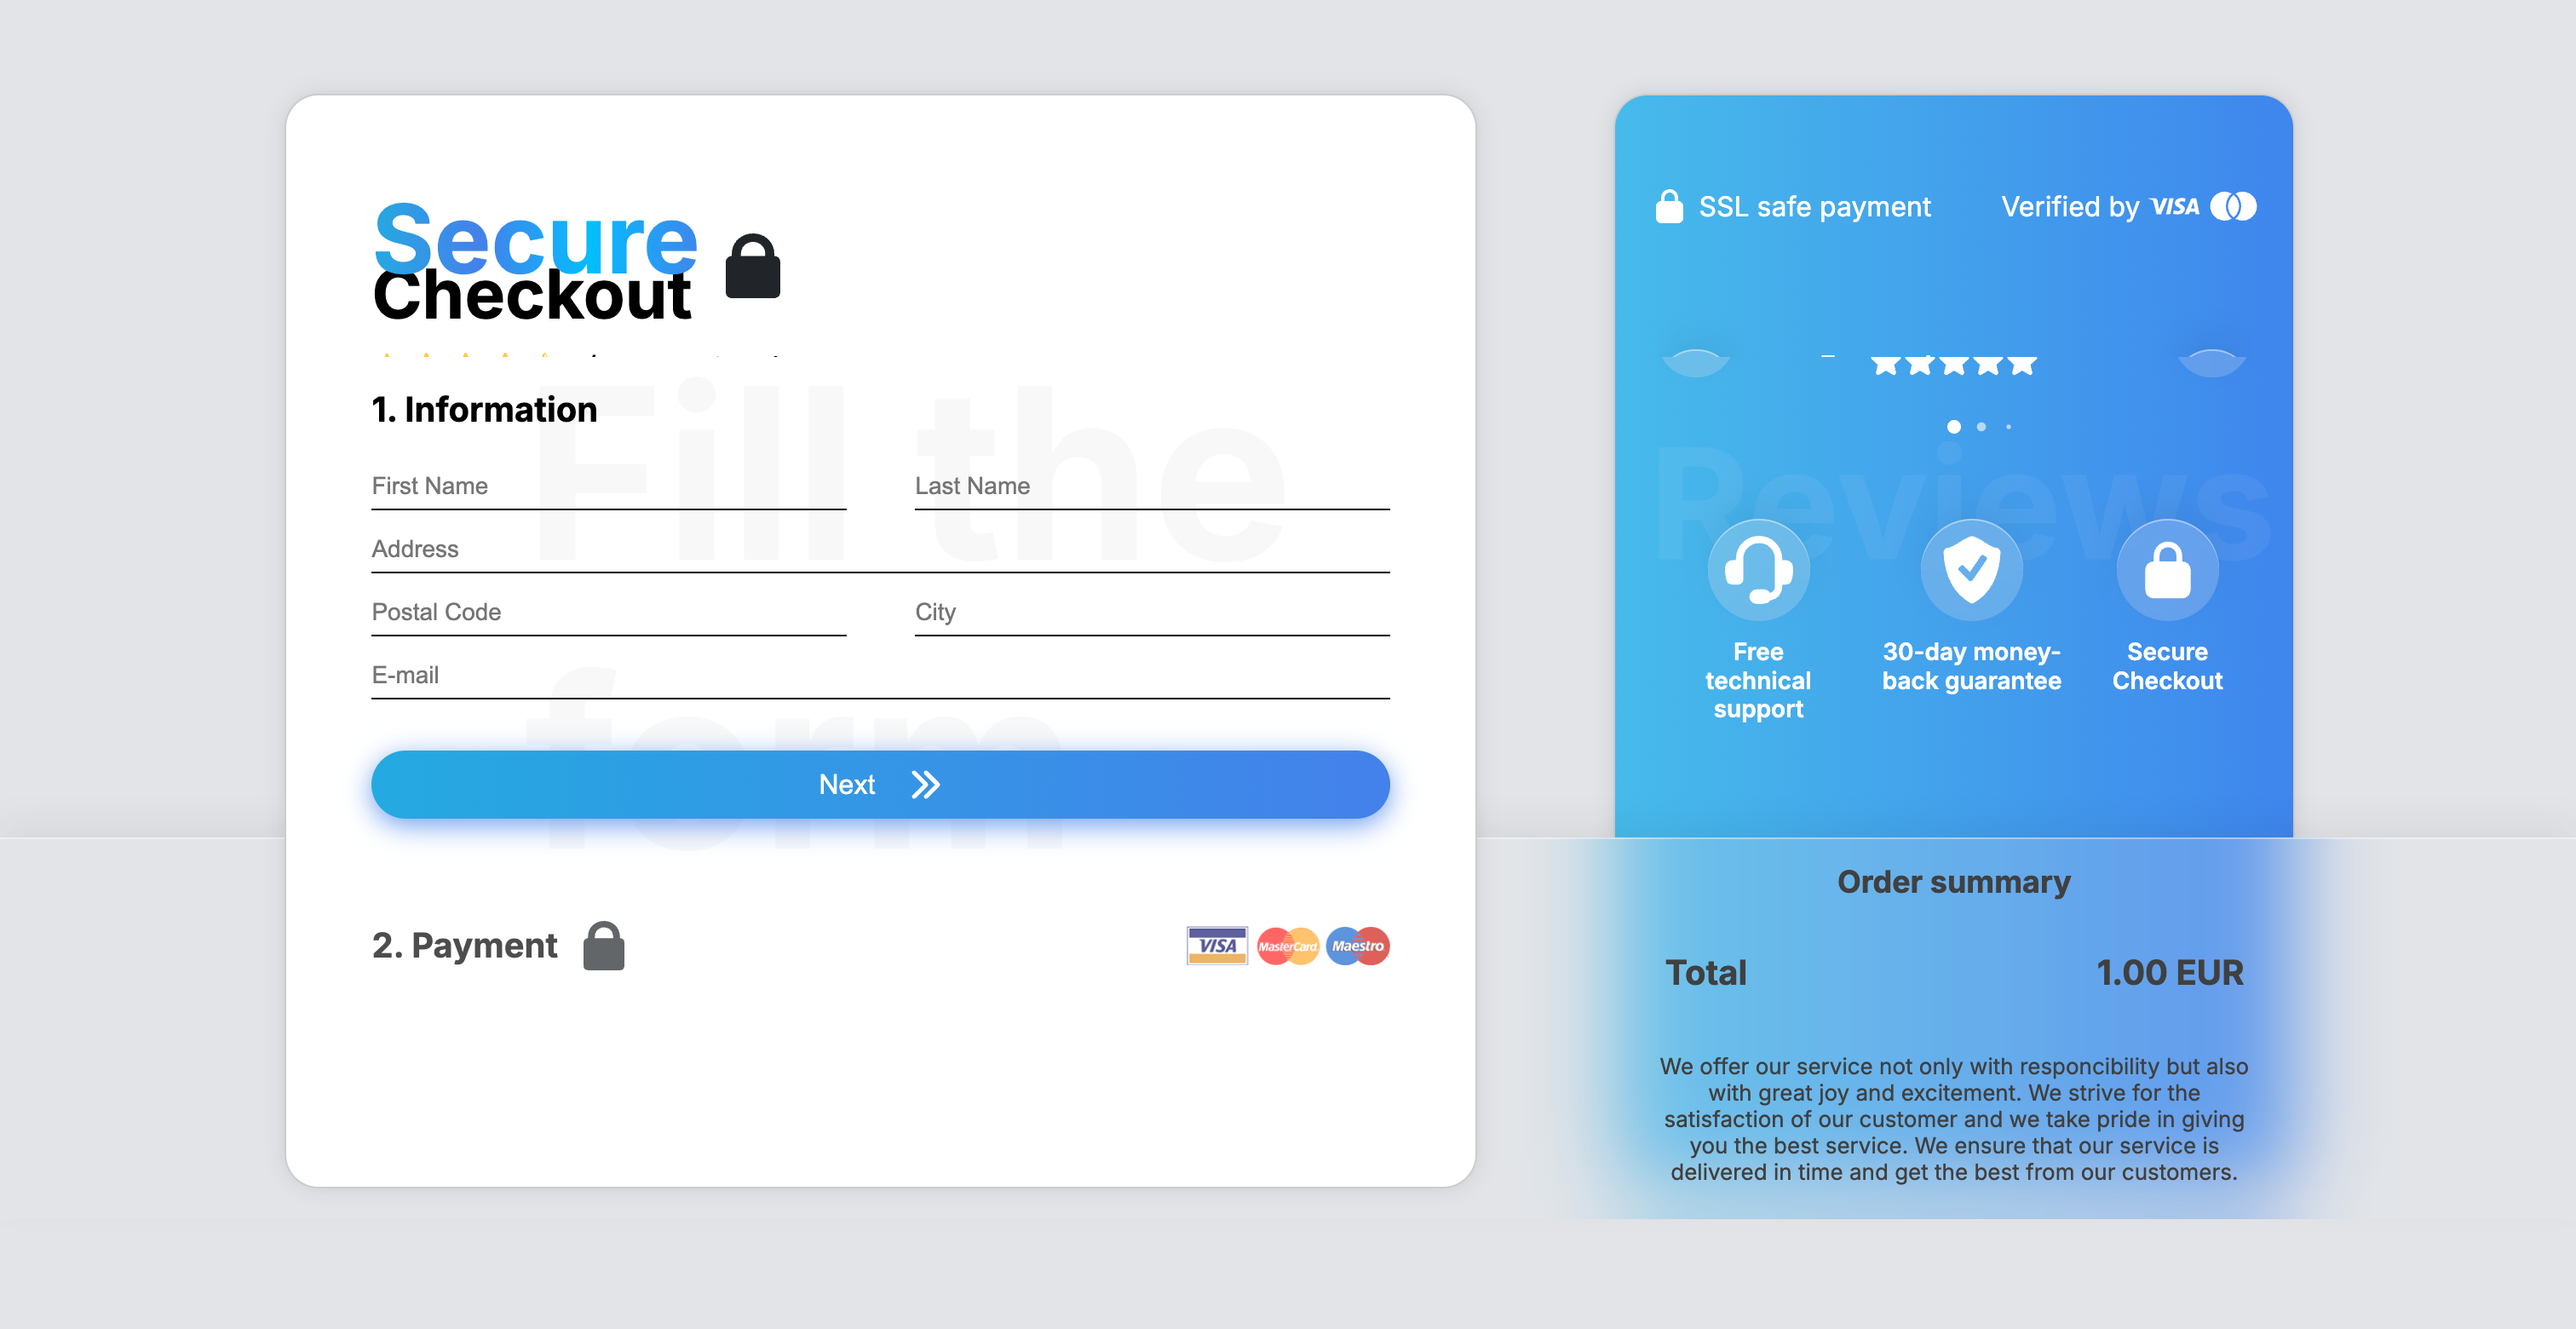 Secure
Checkout
1. Information
Fill the
First Name
Last Name
Address
Postal Code
City
E-mail
form
Next
2. Payment
VISA
MasterCard
Maestro
SSL safe payment
Verified by VISA
Reviews
Free
technical
support
30-day money-
back guarantee
Secure
Checkout
Order summary
Total
1.00 EUR
We offer our service not only with responcibility but also
with great joy and excitement. We strive for the
satisfaction of our customer and we take pride in giving
you the best service. We ensure that our service is
delivered in time and get the best from our customers.